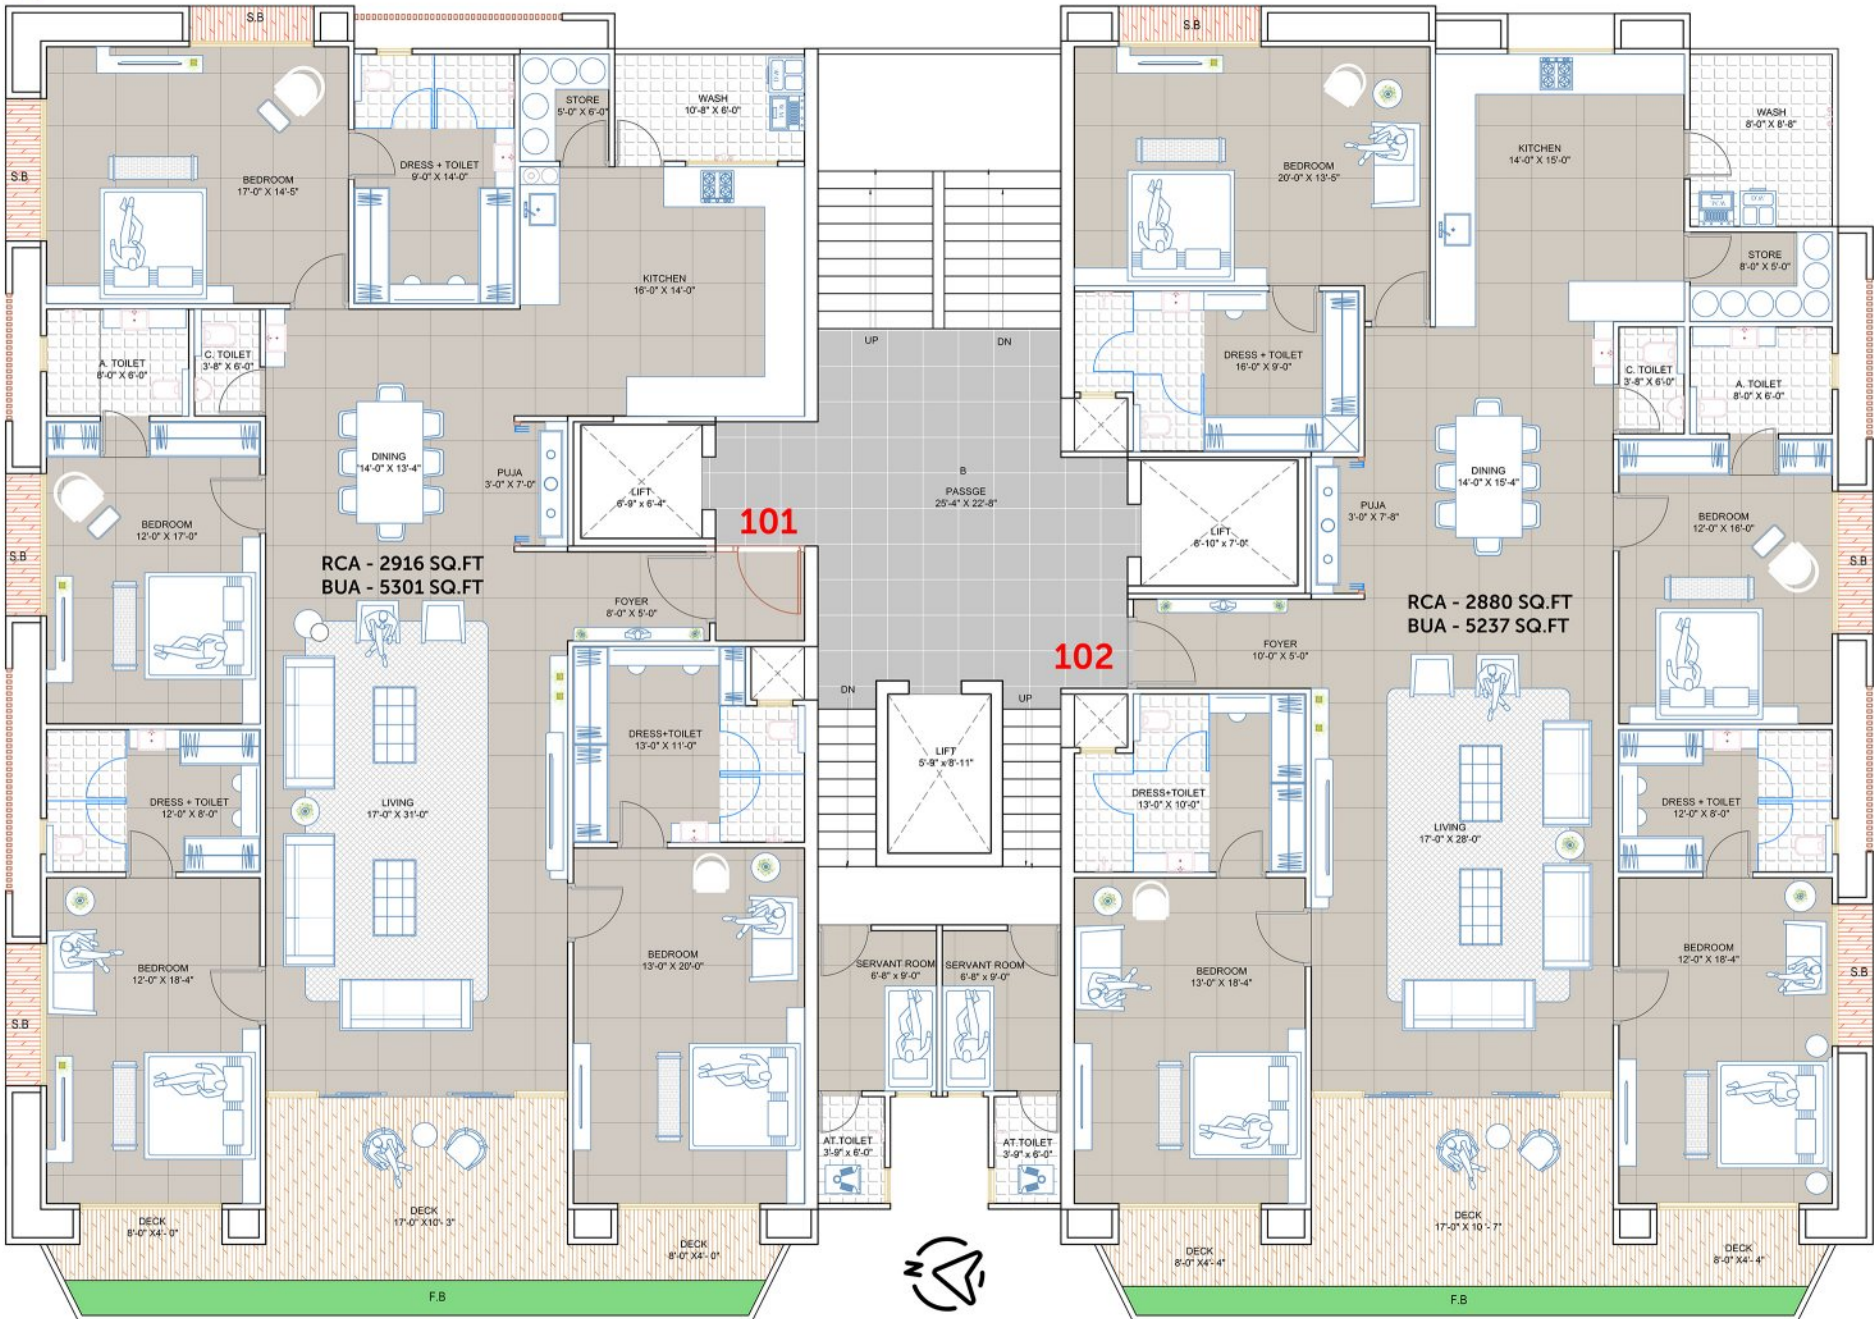 S.B
S.B
STORE
5'-0" X 6'-0"
WASH
10'-8" X 6'-0"
WASH
8'-0" X 8'-8"
KITCHEN
14'-0" X 15'-0"
BEDROOM
17'-0" X 14'-5"
DRESS + TOILET
9'-0" X 14'-0"
BEDROOM
20'-0" X 13'-5"
S.B
KITCHEN
16'-0" X 14'-0"
STORE
8'-0" X 5'-0"
UP
DN
A. TOILET
8'-0" X 6'-0"
C. TOILET
3'-8" X 6'-0"
DRESS + TOILET
16'-0" X 9'-0"
C. TOILET
3'-8" X 6'-0"
A. TOILET
8'-0" X 6'-0"
DINING
14'-0" X 13'-4"
PUJA
3'-0" X 7'-0"
LIFT
6'-9" x 6'-4"
B
PASSGE
25'-4" X 22'-8"
DINING
14'-0" X 15'-4"
PUJA
3'-0" X 7'-8"
LIFT
6'-10" x 7'-0"
BEDROOM
12'-0" X 17'-0"
101
BEDROOM
12'-0" X 16'-0"
S.B
S.B
RCA - 2916 SQ.FT
BUA - 5301 SQ.FT
FOYER
8'-0" X 5'-0"
RCA - 2880 SQ.FT
BUA - 5237 SQ.FT
102
FOYER
10'-0" X 5'-0"
DN
UP
DRESS+TOILET
13'-0" X 11'-0"
LIFT
5'-9" x 8'-11"
DRESS + TOILET
12'-0" X 8'-0"
LIVING
17'-0" X 31'-0"
DRESS+TOILET
13'-0" X 10'-0"
LIVING
17'-0" X 28'-0"
DRESS + TOILET
12'-0" X 8'-0"
BEDROOM
12'-0" X 18'-4"
BEDROOM
13'-0" X 20'-0"
SERVANT ROOM
6'-8" x 9'-0"
SERVANT ROOM
6'-8" x 9'-0"
BEDROOM
13'-0" X 18'-4"
BEDROOM
12'-0" X 18'-4"
S.B
S.B
AT.TOILET
3'-9" x 6'-0"
AT.TOILET
3'-9" x 6'-0"
DECK
8'-0" X4'- 0"
DECK
17'-0" X10'- 3"
DECK
8'-0" X4'- 0"
DECK
8'-0" X4'- 4"
DECK
17'-0" X 10 '- 7"
DECK
8'-0" X4'- 4"
N
F.B
F.B